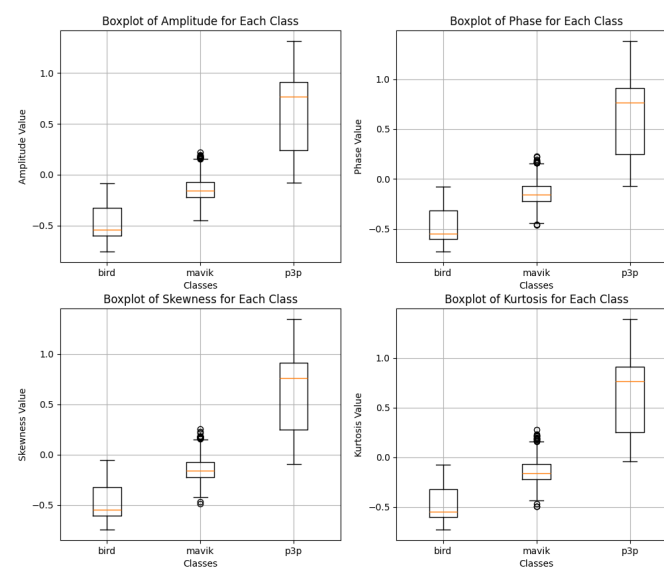 Boxplot of Amplitude for Each Class
Amplitude Value
1.0
0.5
0.0
−0.5
bird mavik p3p
Classes
Boxplot of Phase for Each Class
Phase Value
1.0
0.5
0.0
−0.5
bird mavik p3p
Classes
Boxplot of Skewness for Each Class
Skewness Value
1.0
0.5
0.0
−0.5
bird mavik p3p
Classes
Boxplot of Kurtosis for Each Class
Kurtosis Value
1.0
0.5
0.0
−0.5
bird mavik p3p
Classes